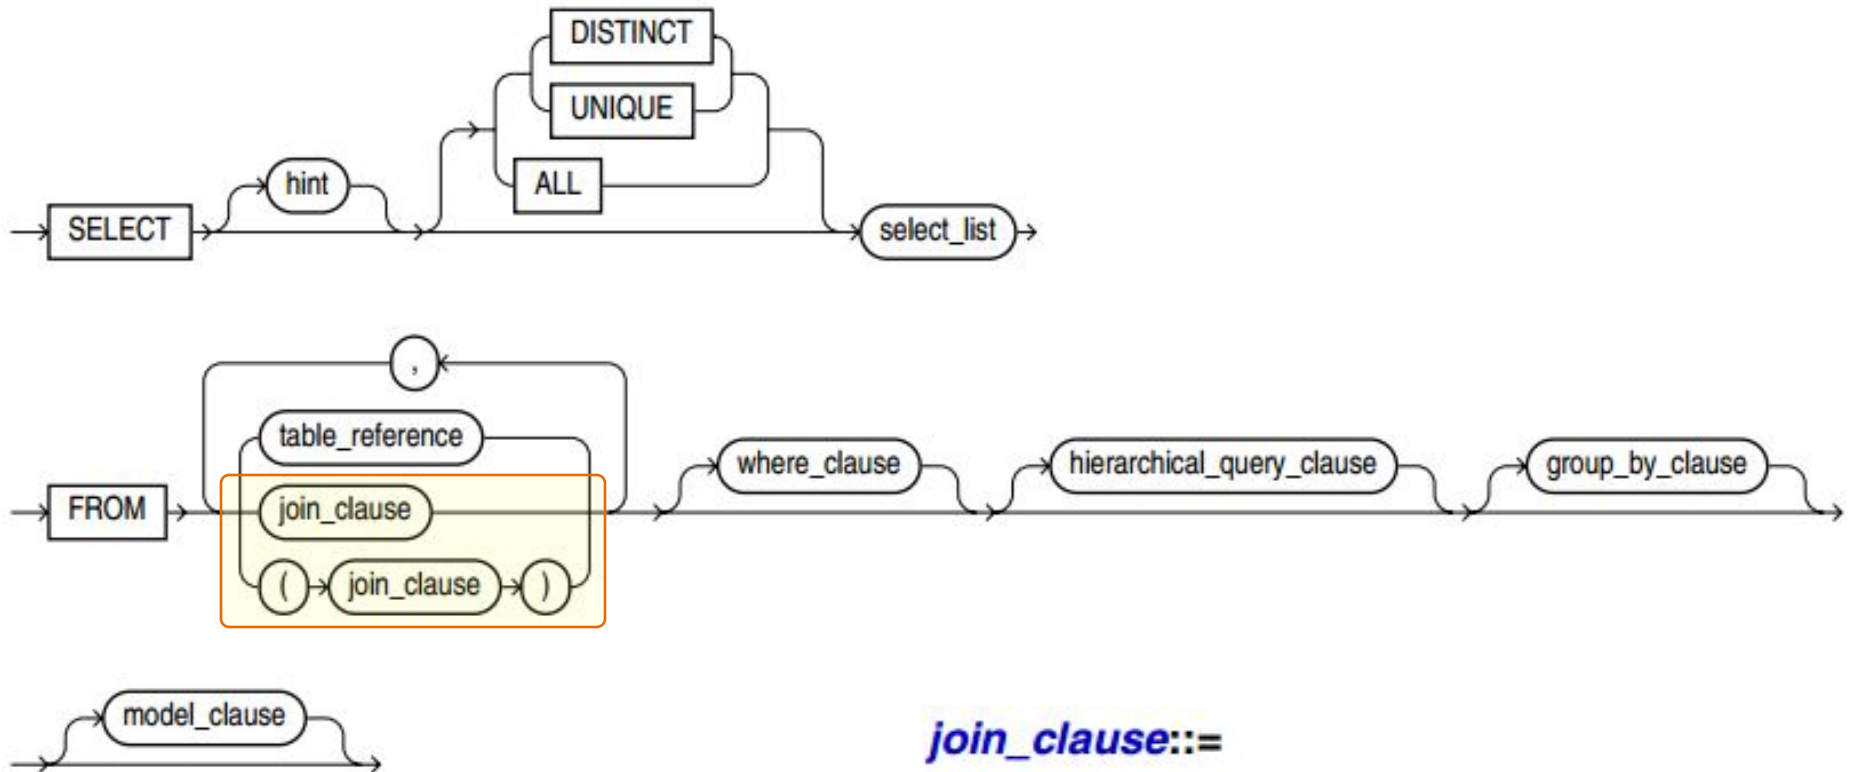 DISTINCT
UNIQUE
ALL
hint
SELECT
select_list
,
table_reference
where_clause
hierarchical_query_clause
group_by_clause
FROM
join_clause
( join_clause )
model_clause
join_clause::=